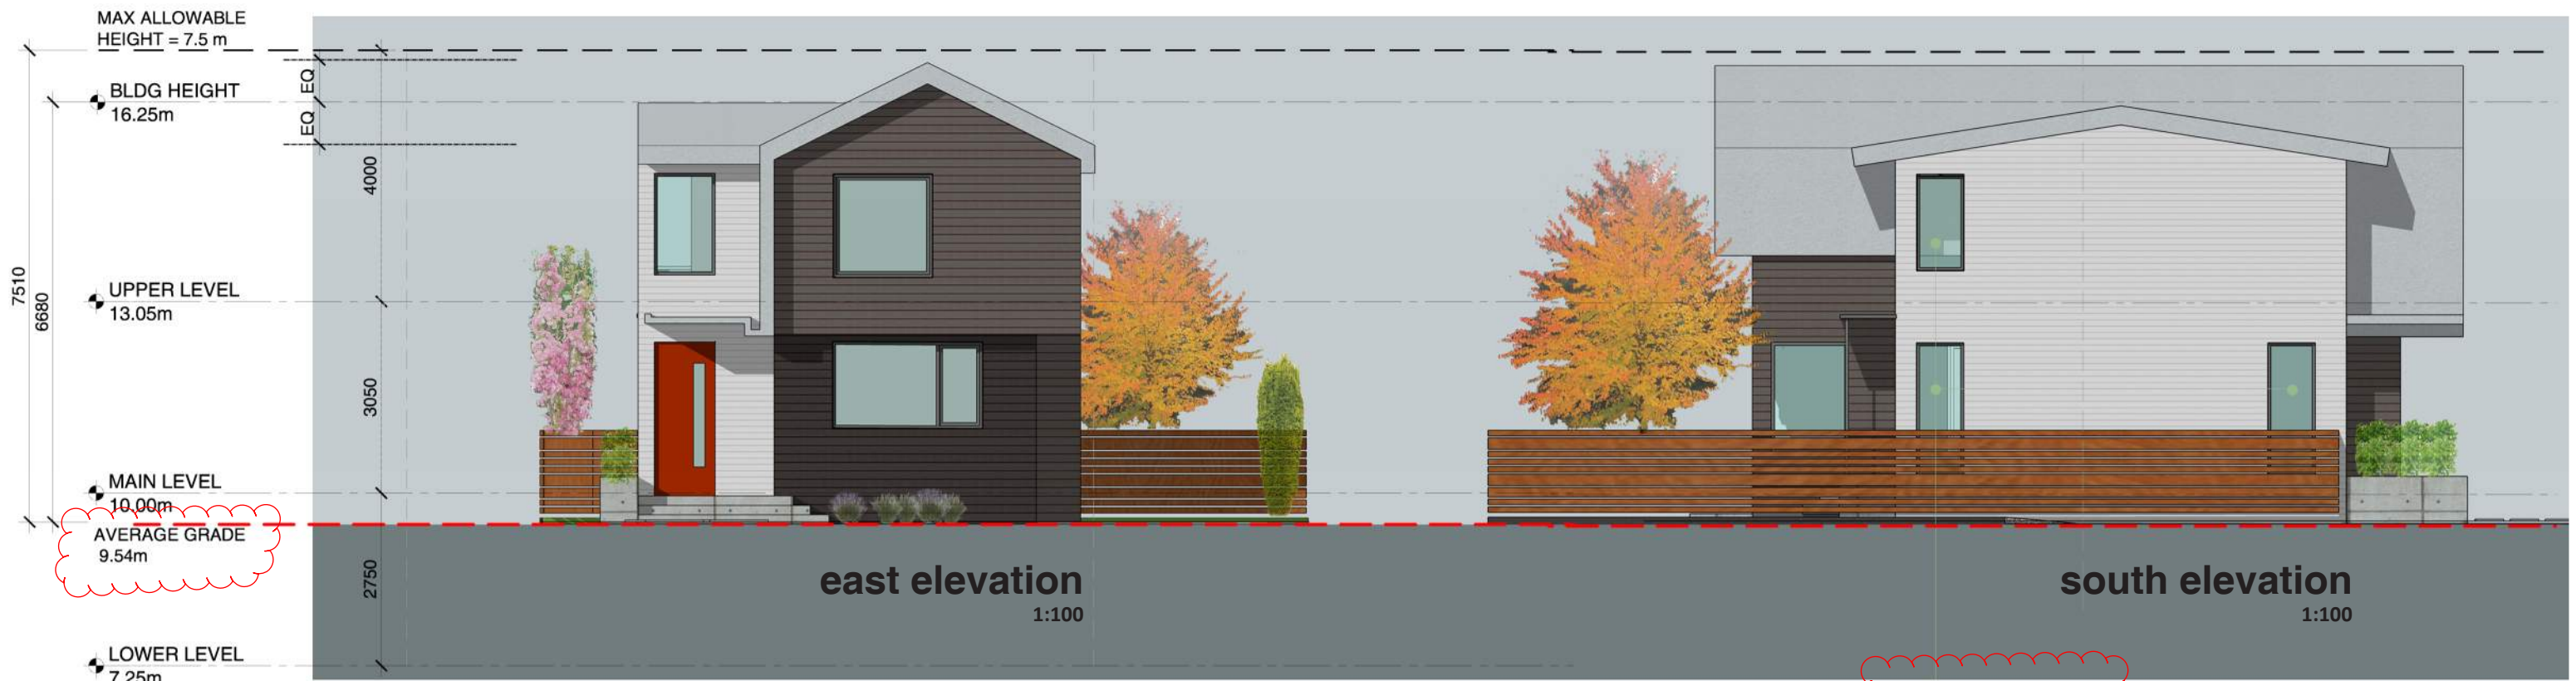 MAX ALLOWABLE
HEIGHT = 7.5 m
BLDG HEIGHT
16.25m
EQ
EQ
4000
7510
6680
UPPER LEVEL
13.05m
3050
MAIN LEVEL
10.00m
AVERAGE GRADE
9.54m
2750
LOWER LEVEL
7.25m
east elevation
1:100
south elevation
1:100